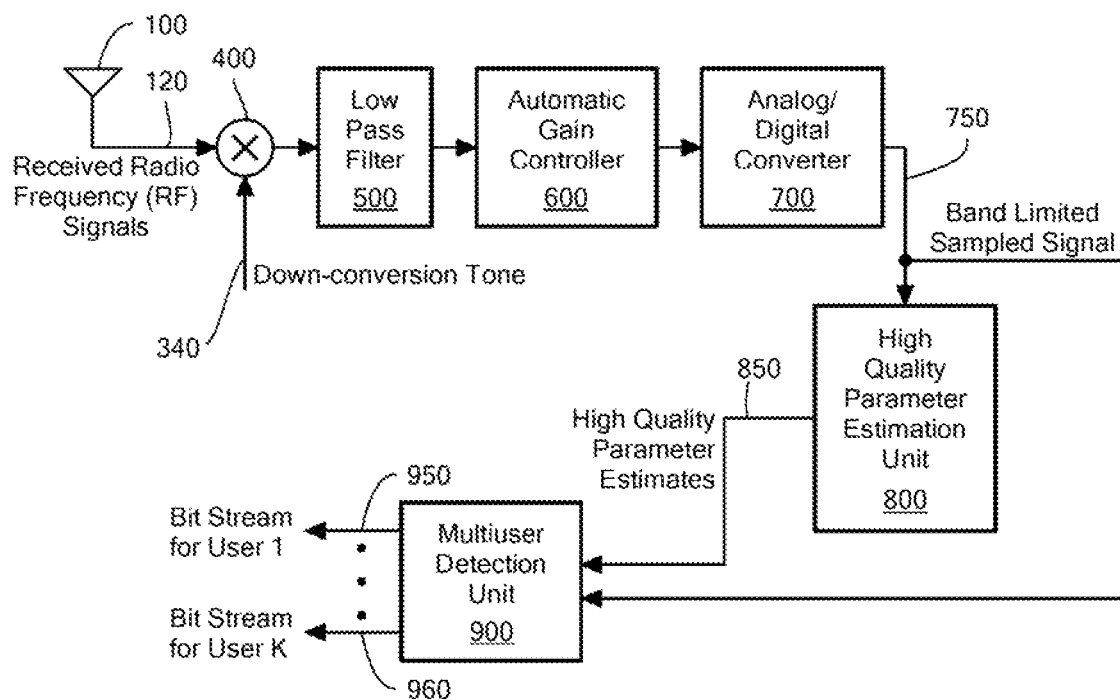 100
120
400
Received Radio
Frequency (RF)
Signals
340
Down-conversion Tone
Low
Pass
Filter
500
Automatic
Gain
Controller
600
Analog/
Digital
Converter
700
750
Band Limited
Sampled Signal
High
Quality
Parameter
Estimation
Unit
800
850
High Quality
Parameter
Estimates
950
Bit Stream
for User 1
Multiuser
Detection
Unit
900
Bit Stream
for User K
960